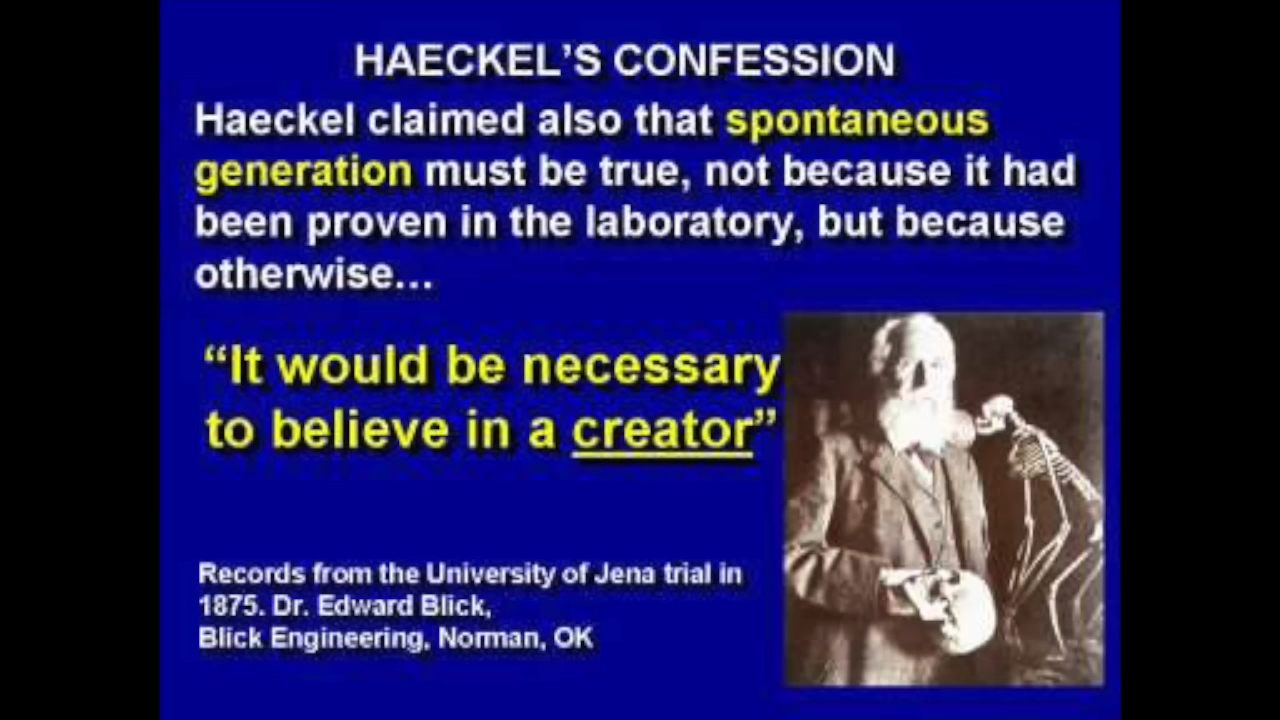 HAECKEL’S CONFESSION
Haeckel claimed also that spontaneous
generation must be true, not because it had
been proven in the laboratory, but because
otherwise…
“It would be necessary
to believe in a creator”
Records from the University of Jena trial in
1875. Dr. Edward Blick,
Blick Engineering, Norman, OK